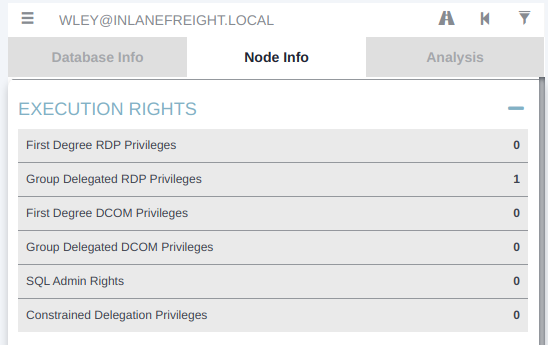 WLEY@INLANEFREIGHT.LOCAL
Database Info Node Info Analysis
EXECUTION RIGHTS
First Degree RDP Privileges 0
Group Delegated RDP Privileges 1
First Degree DCOM Privileges 0
Group Delegated DCOM Privileges 0
SQL Admin Rights 0
Constrained Delegation Privileges 0